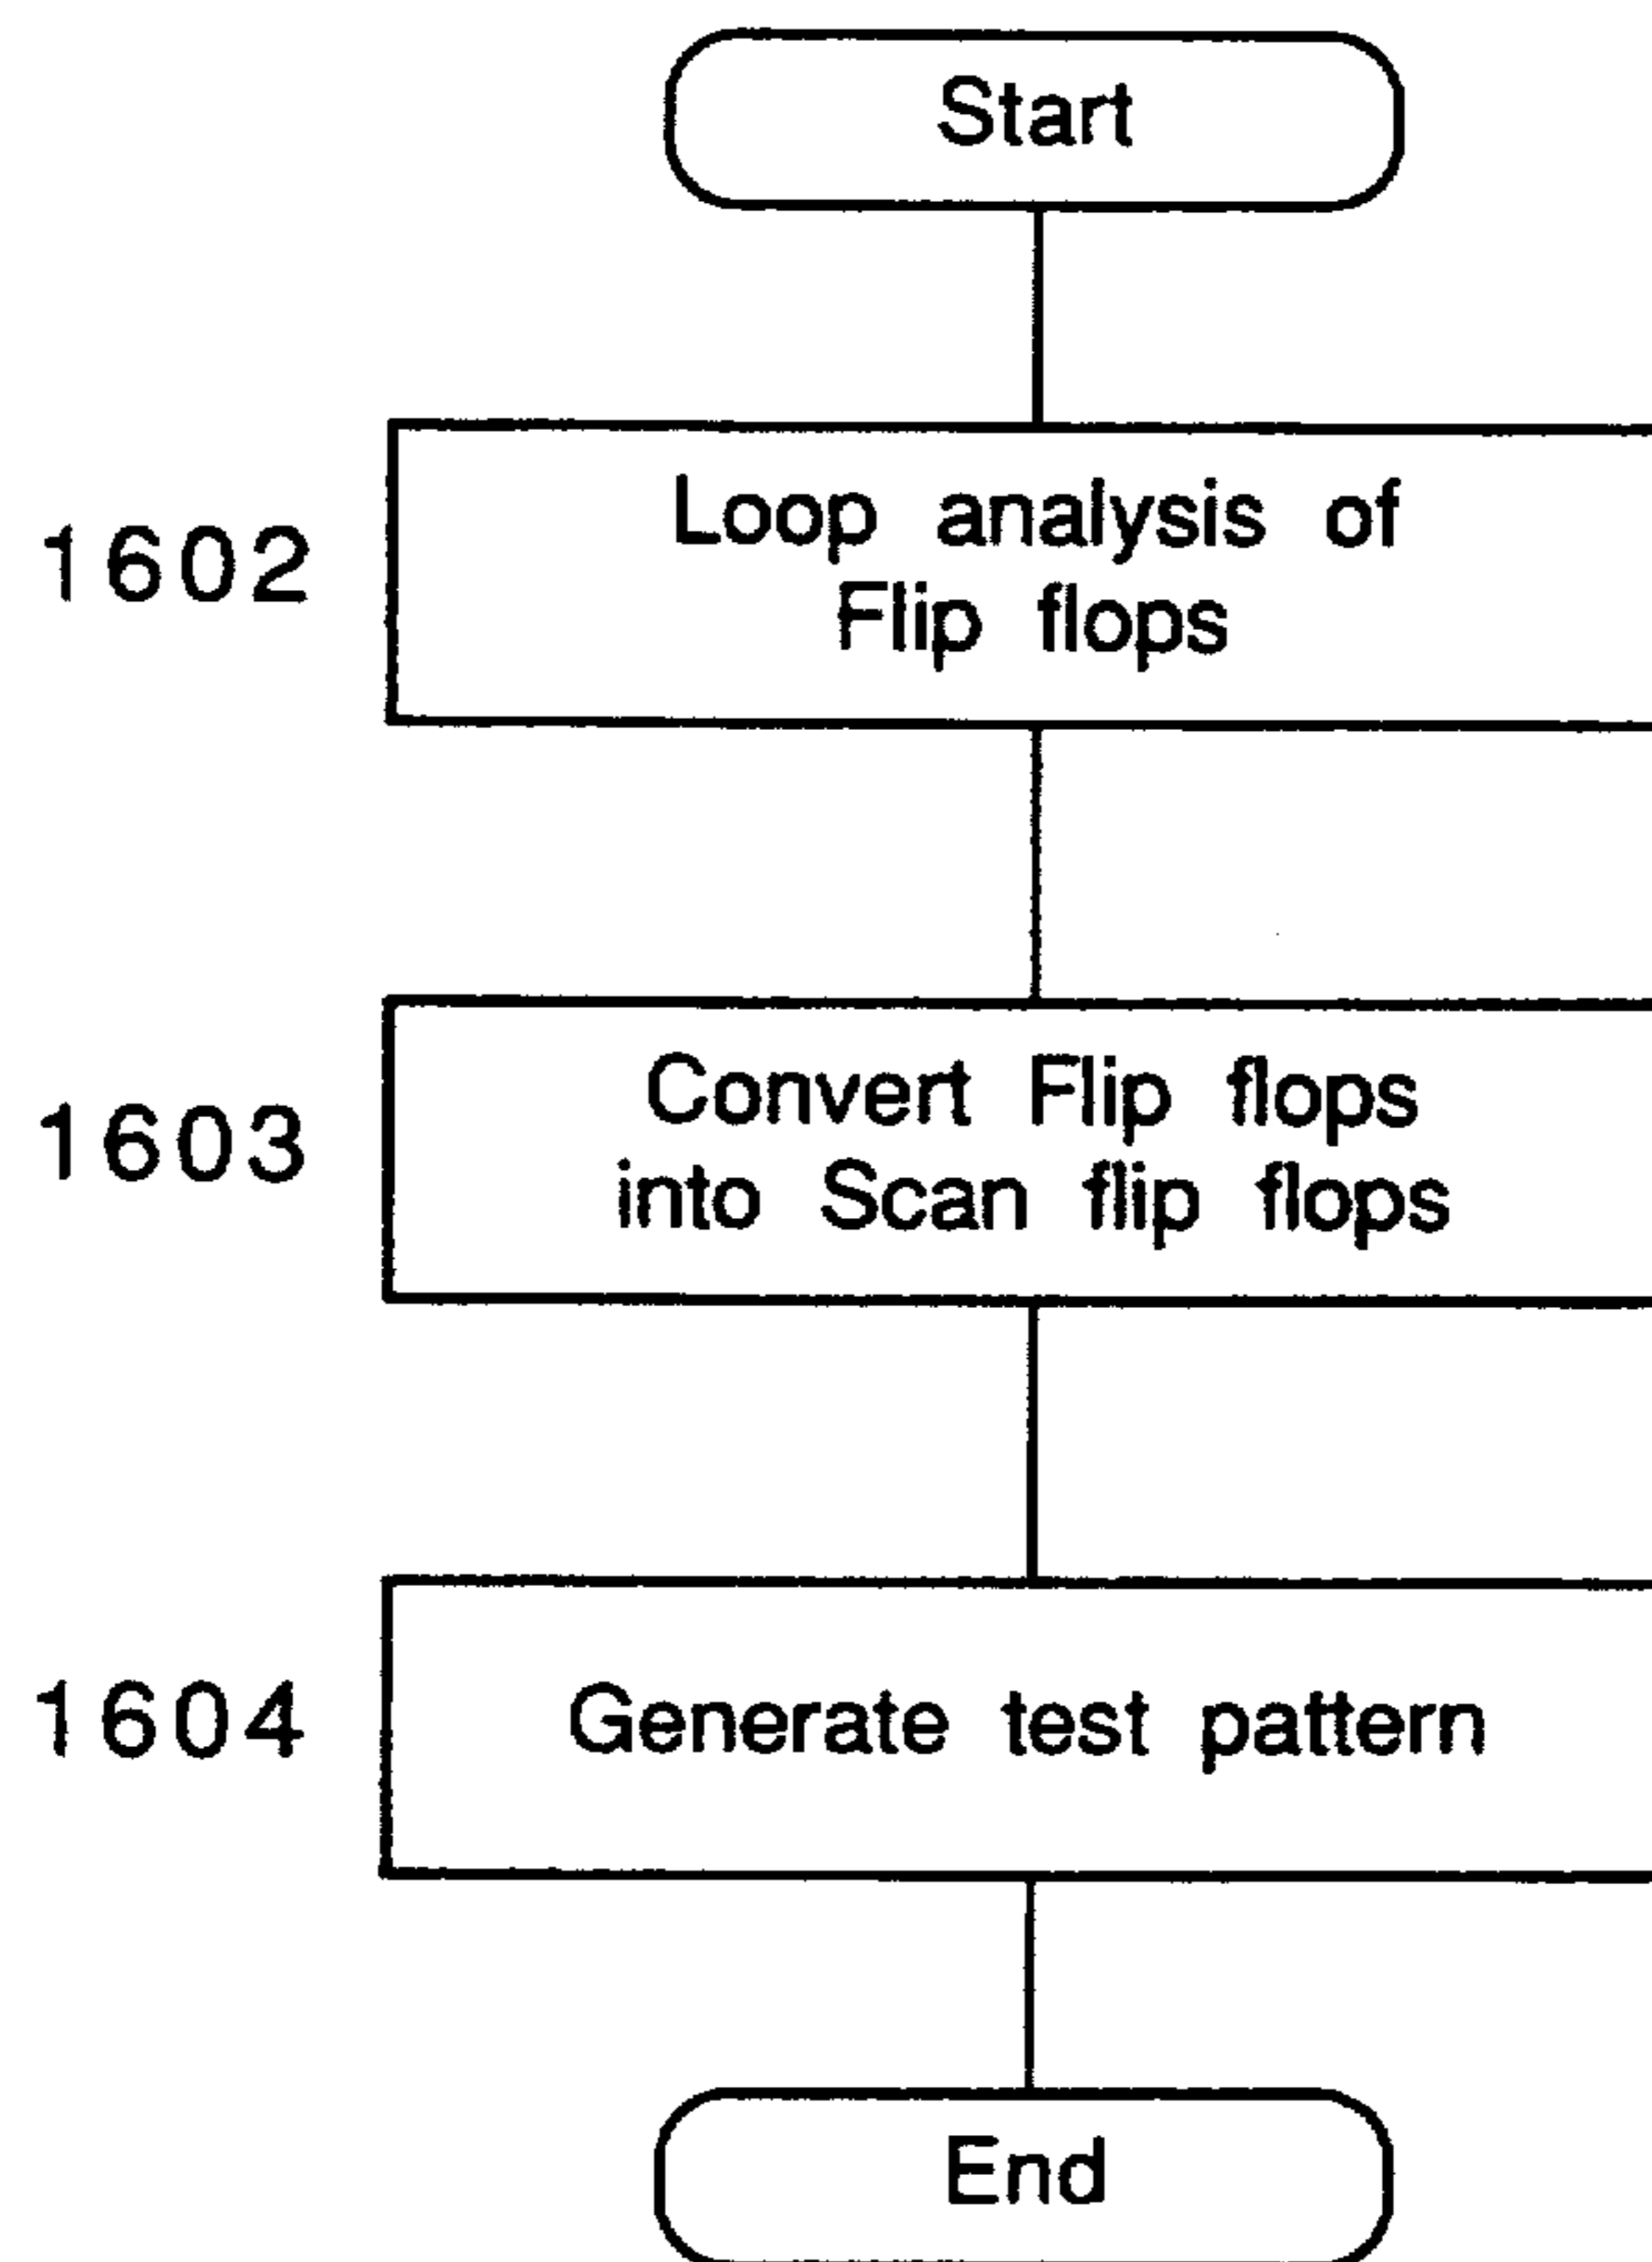 Start
1602
Loop analysis of
Flip flops
1603
Convert Flip flops
into Scan flip flops
1604
Generate test pattern
End